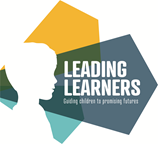 LEADING
LEARNERS
Guiding children to promising futures